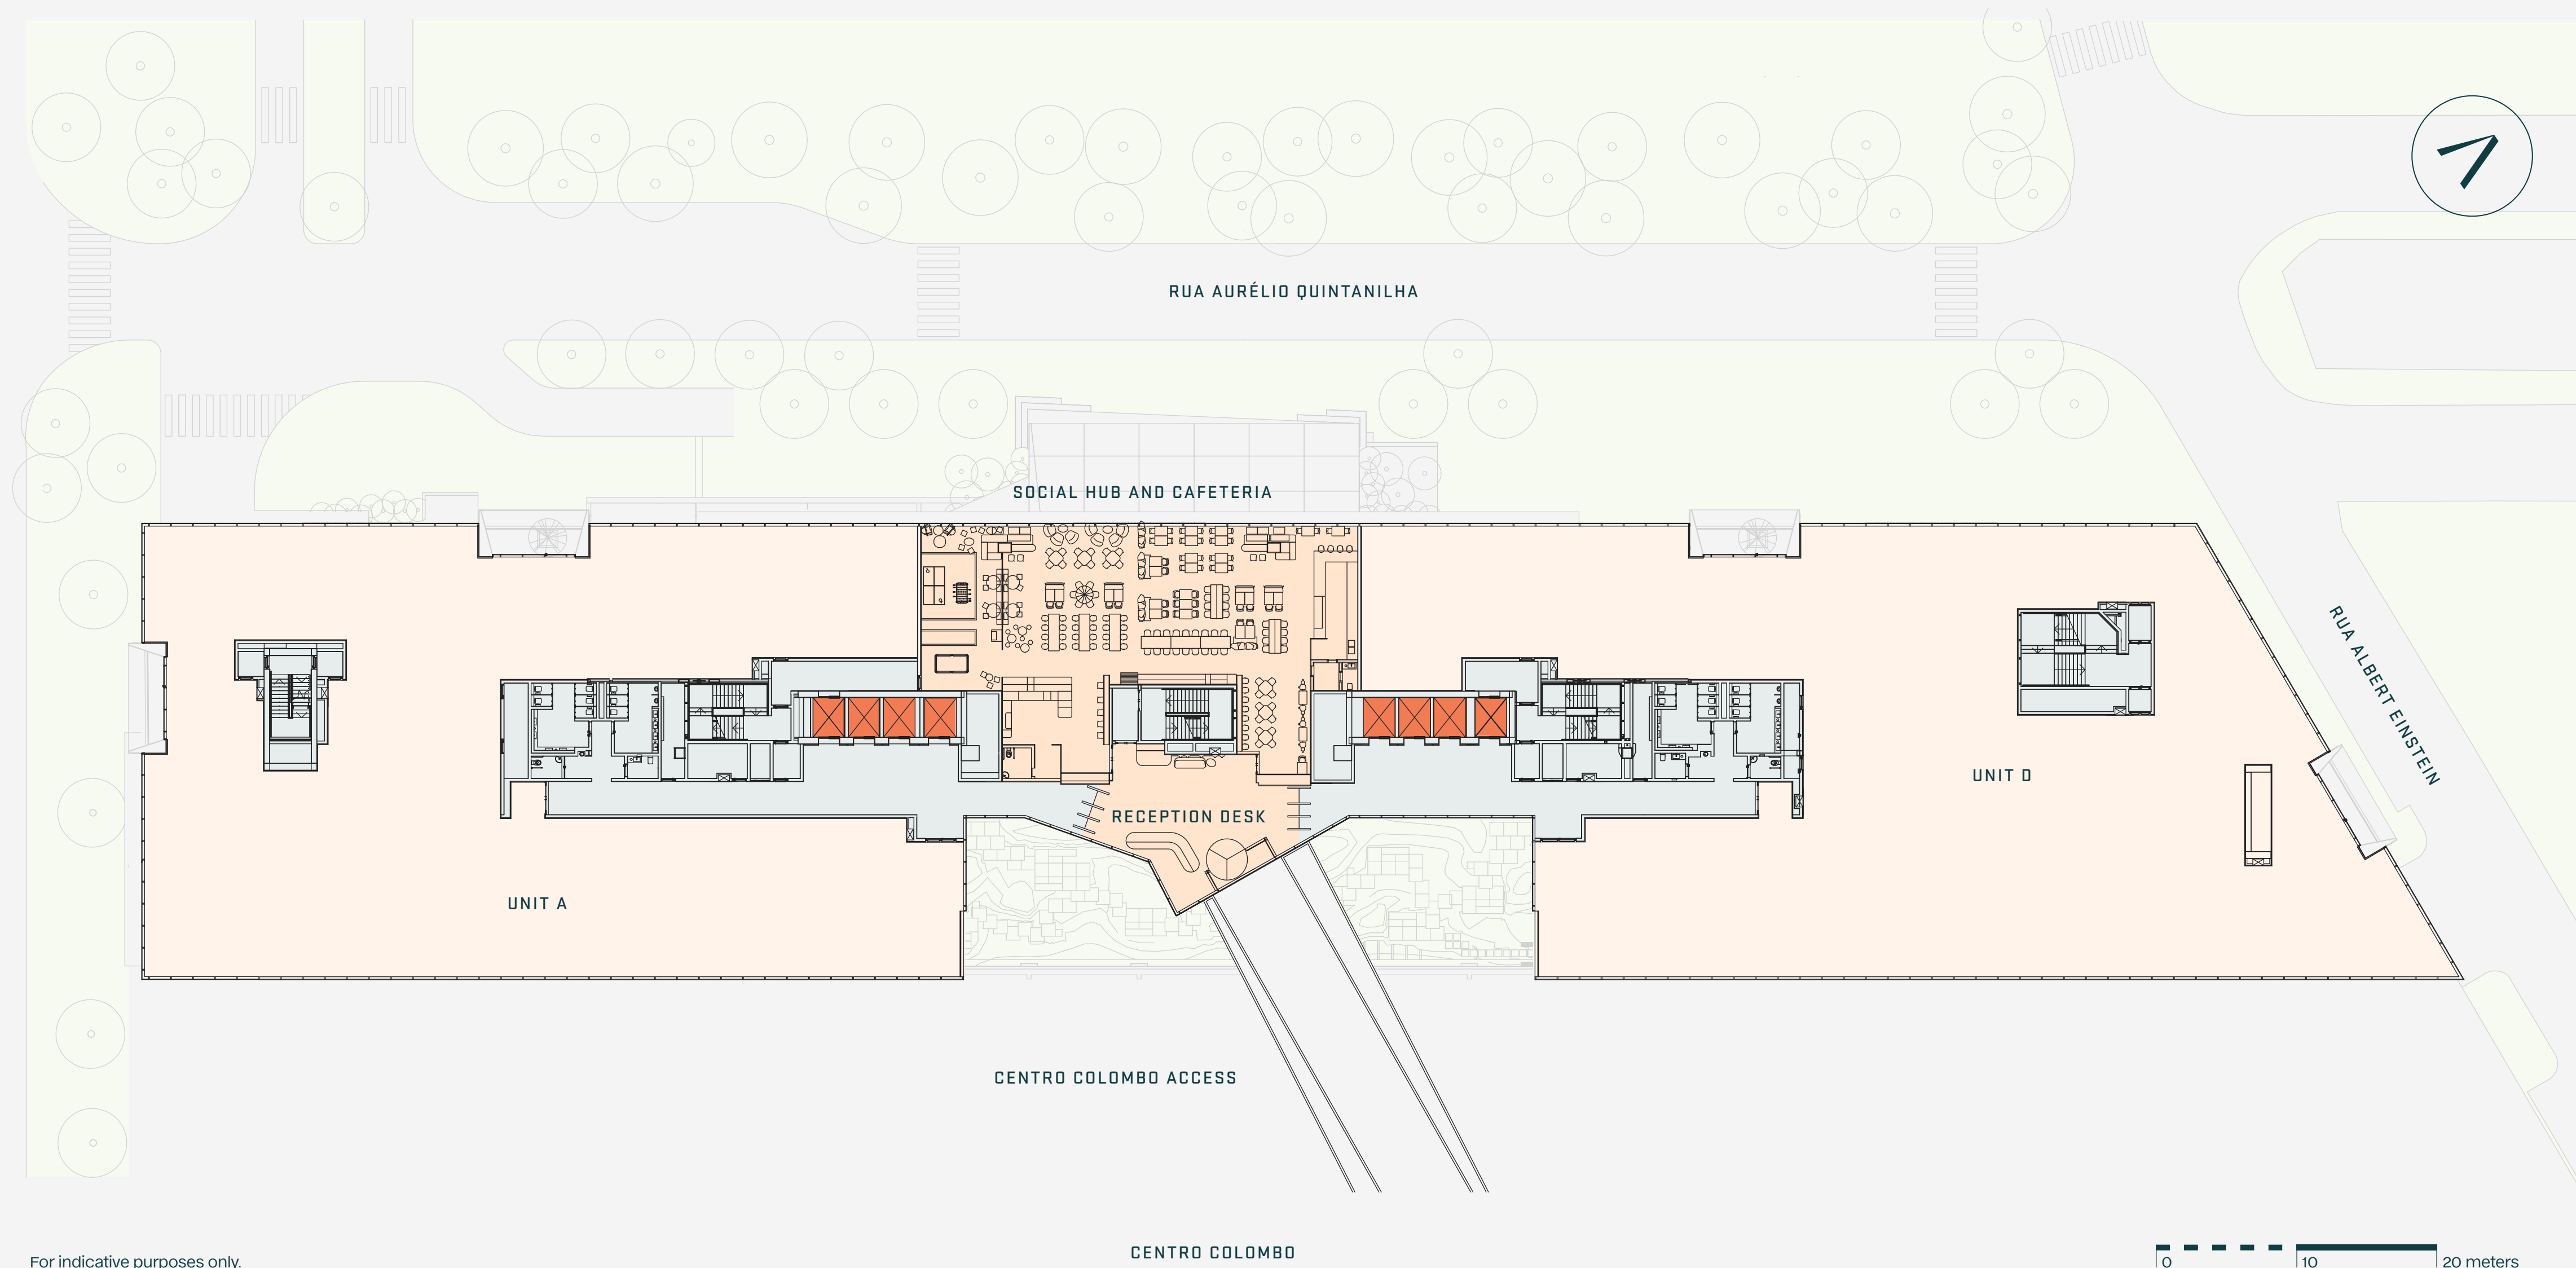 RUA AURÉLIO QUINTANILHA
SOCIAL HUB AND CAFETERIA
RUA ALBERT EINSTEIN
UNIT D
RECEPTION DESK
UNIT A
CENTRO COLOMBO ACCESS
CENTRO COLOMBO
For indicative purposes only.
0 10 20 meters